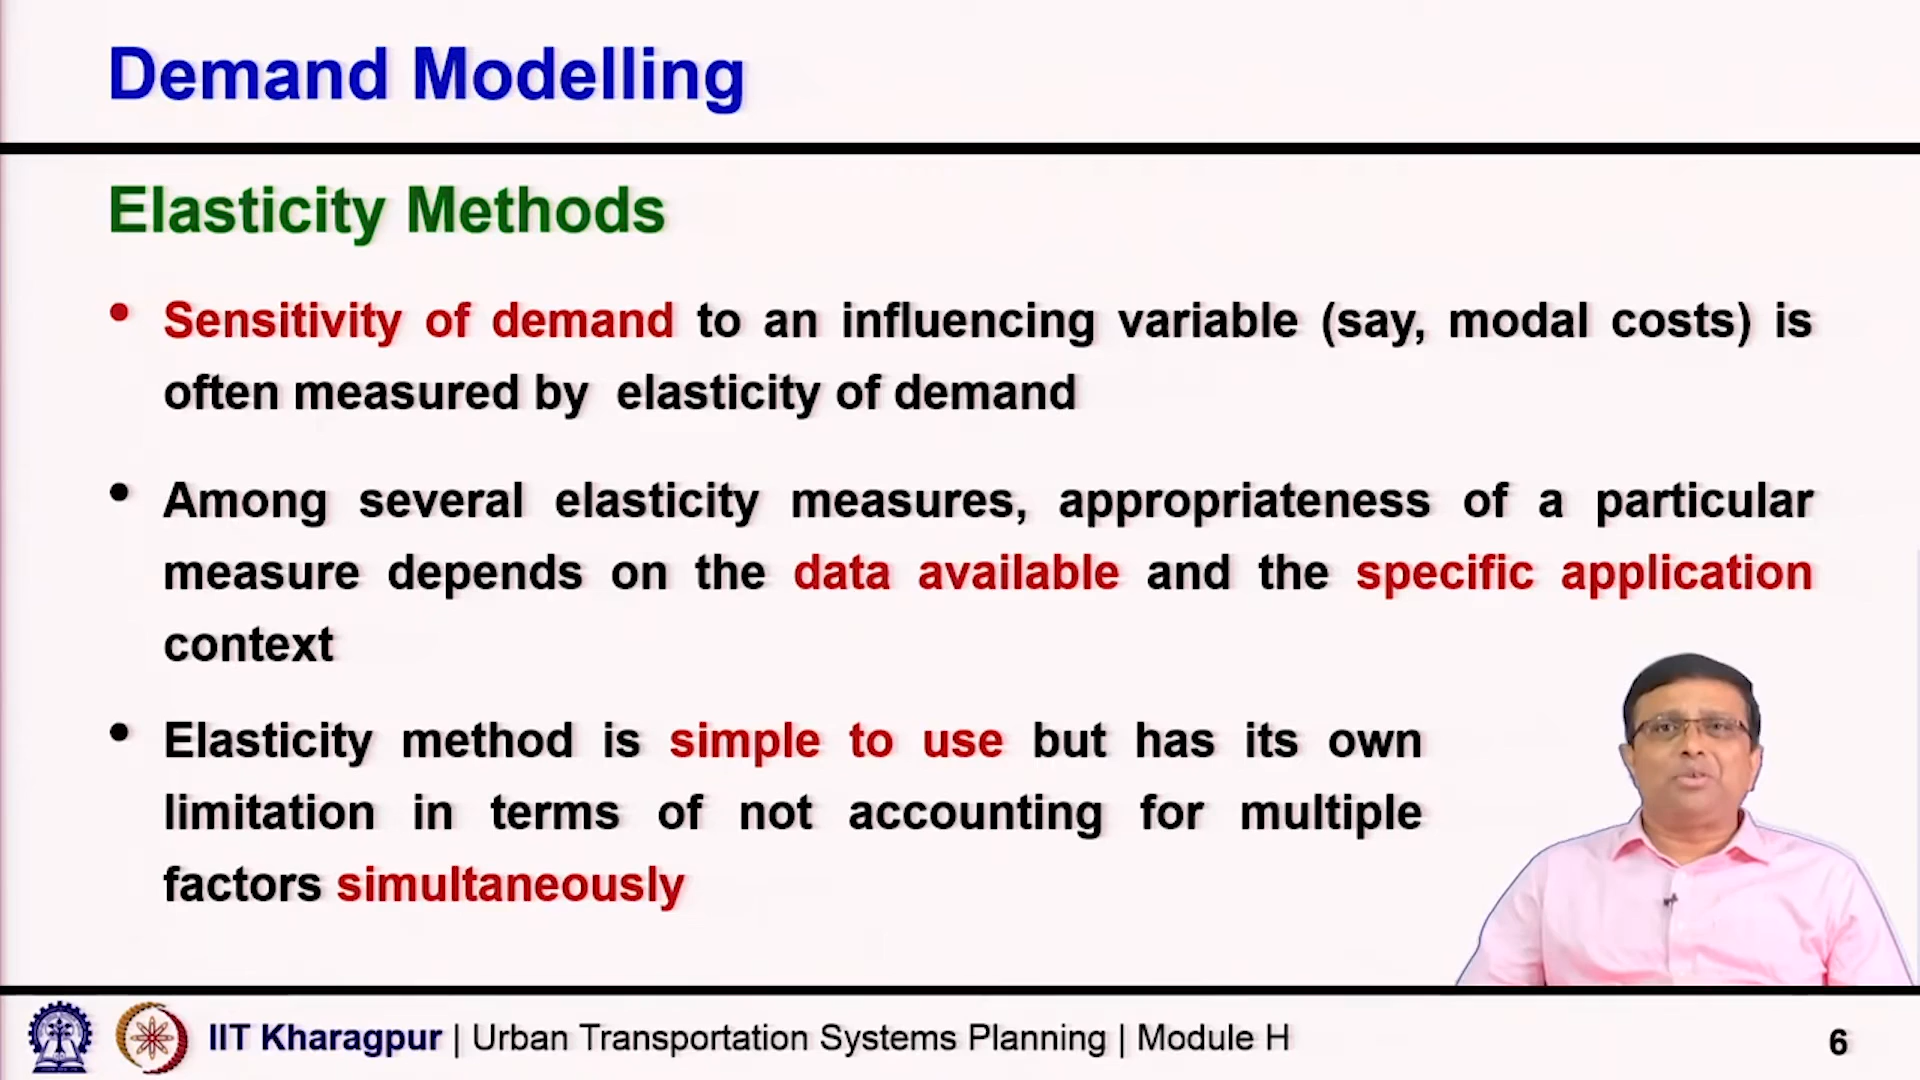 Demand Modelling
Elasticity Methods
• Sensitivity of demand to an influencing variable (say, modal costs) is
often measured by elasticity of demand
• Among several elasticity measures, appropriateness of a particular
measure depends on the data available and the specific application
context
• Elasticity method is simple to use but has its own
limitation in terms of not accounting for multiple
factors simultaneously
IIT Kharagpur | Urban Transportation Systems Planning | Module H
6